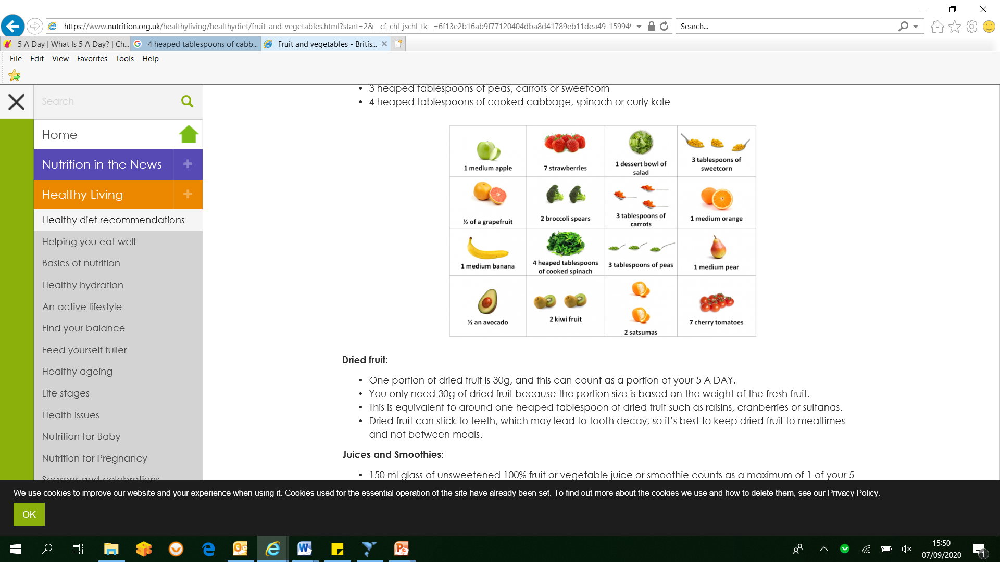 https://www.nutrition.org.uk/healthyliving/healthydiet/fruit-and-vegetables.html?start=2&__cf_chl_jschl_tk__=6f13e2b16ab9f77120404dba8d41789eb11dea49-15994
Search...
5 A Day | What Is 5 A Day? | Ch...
4 heaped tablespoons of cabb...
Fruit and vegetables - Britis...
File Edit View Favorites Tools Help
Search
Home
Nutrition in the News +
Healthy Living +
Healthy diet recommendations
Helping you eat well
Basics of nutrition
Healthy hydration
An active lifestyle
Find your balance
Feed yourself fuller
Healthy ageing
Life stages
Health issues
Nutrition for Baby
Nutrition for Pregnancy
Seasons and celebrations
• 3 heaped tablespoons of peas, carrots or sweetcorn
• 4 heaped tablespoons of cooked cabbage, spinach or curly kale
1 medium apple
7 strawberries
1 dessert bowl of
salad
3 tablespoons of
sweetcorn
½ of a grapefruit
2 broccoli spears
3 tablespoons of
carrots
1 medium orange
1 medium banana
4 heaped tablespoons
of cooked spinach
3 tablespoons of peas
1 medium pear
½ an avocado
2 kiwi fruit
2 satsumas
7 cherry tomatoes
Dried fruit:
• One portion of dried fruit is 30g, and this can count as a portion of your 5 A DAY.
• You only need 30g of dried fruit because the portion size is based on the weight of the fresh fruit.
• This is equivalent to around one heaped tablespoon of dried fruit such as raisins, cranberries or sultanas.
• Dried fruit can stick to teeth, which may lead to tooth decay, so it's best to keep dried fruit to mealtimes
and not between meals.
Juices and Smoothies:
• 150 ml glass of unsweetened 100% fruit or vegetable juice or smoothie counts as a maximum of 1 of your 5
We use cookies to improve our website and your experience when using it. Cookies used for the essential operation of the site have already been set. To find out more about the cookies we use and how to delete them, see our Privacy Policy.
OK
15:50
07/09/2020
1